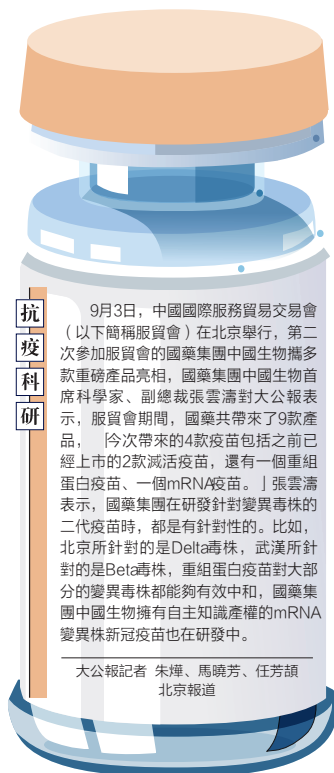 抗疫科研
9月3日，中國國際服務貿易交易會
（以下簡稱服貿會）在北京舉行，第二
次參加服貿會的國藥集團中國生物攜多
款重磅產品亮相，國藥集團中國生物首
席科學家、副總裁張雲濤對大公報表
示，服貿會期間，國藥共帶來了9款產
品，「今次帶來的4款疫苗包括之前已
經上市的2款滅活疫苗，還有一個重組
蛋白疫苗、一個mRNA疫苗。」張雲濤
表示，國藥集團在研發針對變異毒株的
二代疫苗時，都是有針對性的。比如，
北京所針對的是Delta毒株，武漢所針
對的是Beta毒株，重組蛋白疫苗對大部
分的變異毒株都能夠有效中和，國藥集
團中國生物擁有自主知識產權的mRNA
變異株新冠疫苗也在研發中。
大公報記者 朱燁、馬曉芳、任芳頡
北京報道